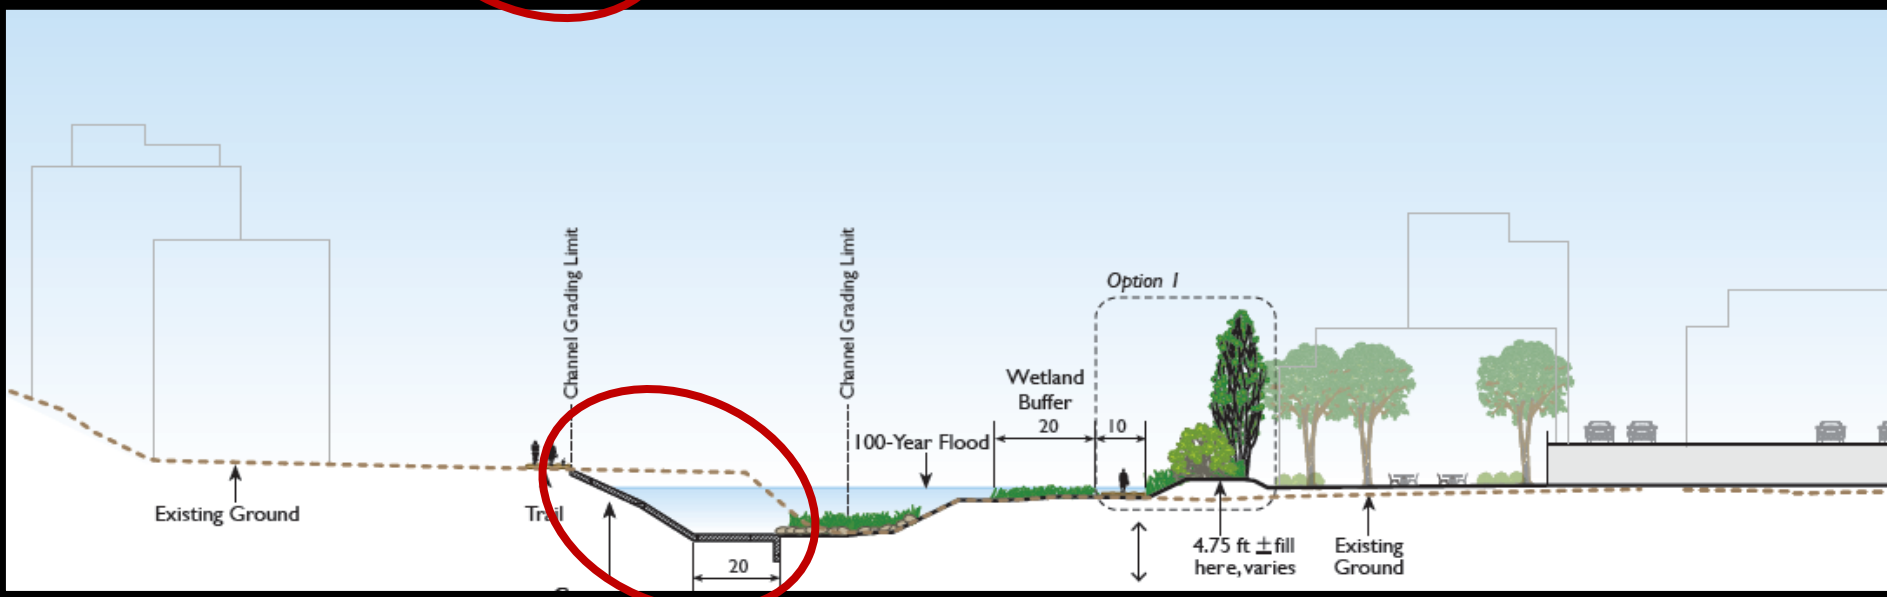 Channel Grading Limit
Channel Grading Limit
Option 1
Wetland
Buffer
20
10
100-Year Flood
Existing Ground
Trail
20
4.75 ft ± fill
here, varies
Existing
Ground